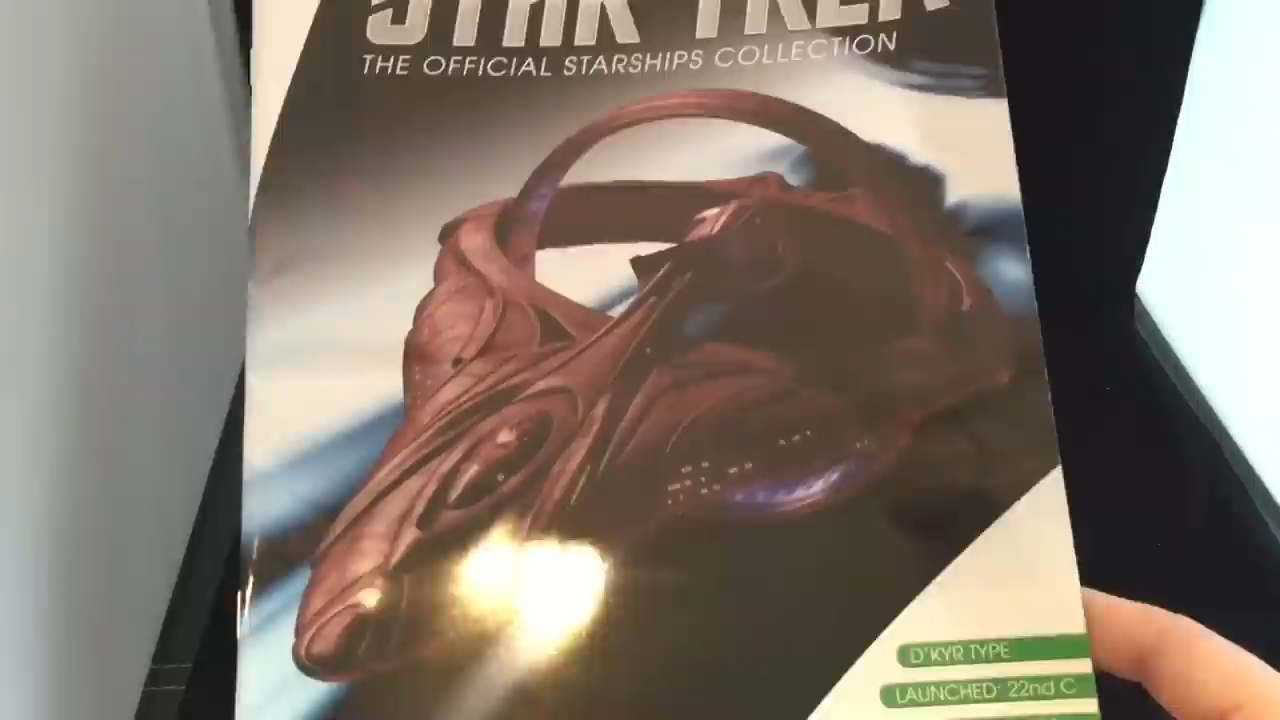 STAR TREK
THE OFFICIAL STARSHIPS COLLECTION
D'KYR TYPE
LAUNCHED: 22nd C